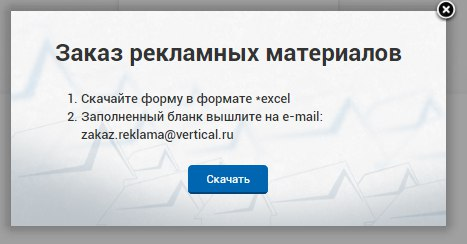 Заказ рекламных материалов
1. Скачайте форму в формате *excel
2. Заполненный бланк вышлите на e-mail:
zakaz.reklama@vertical.ru
Скачать